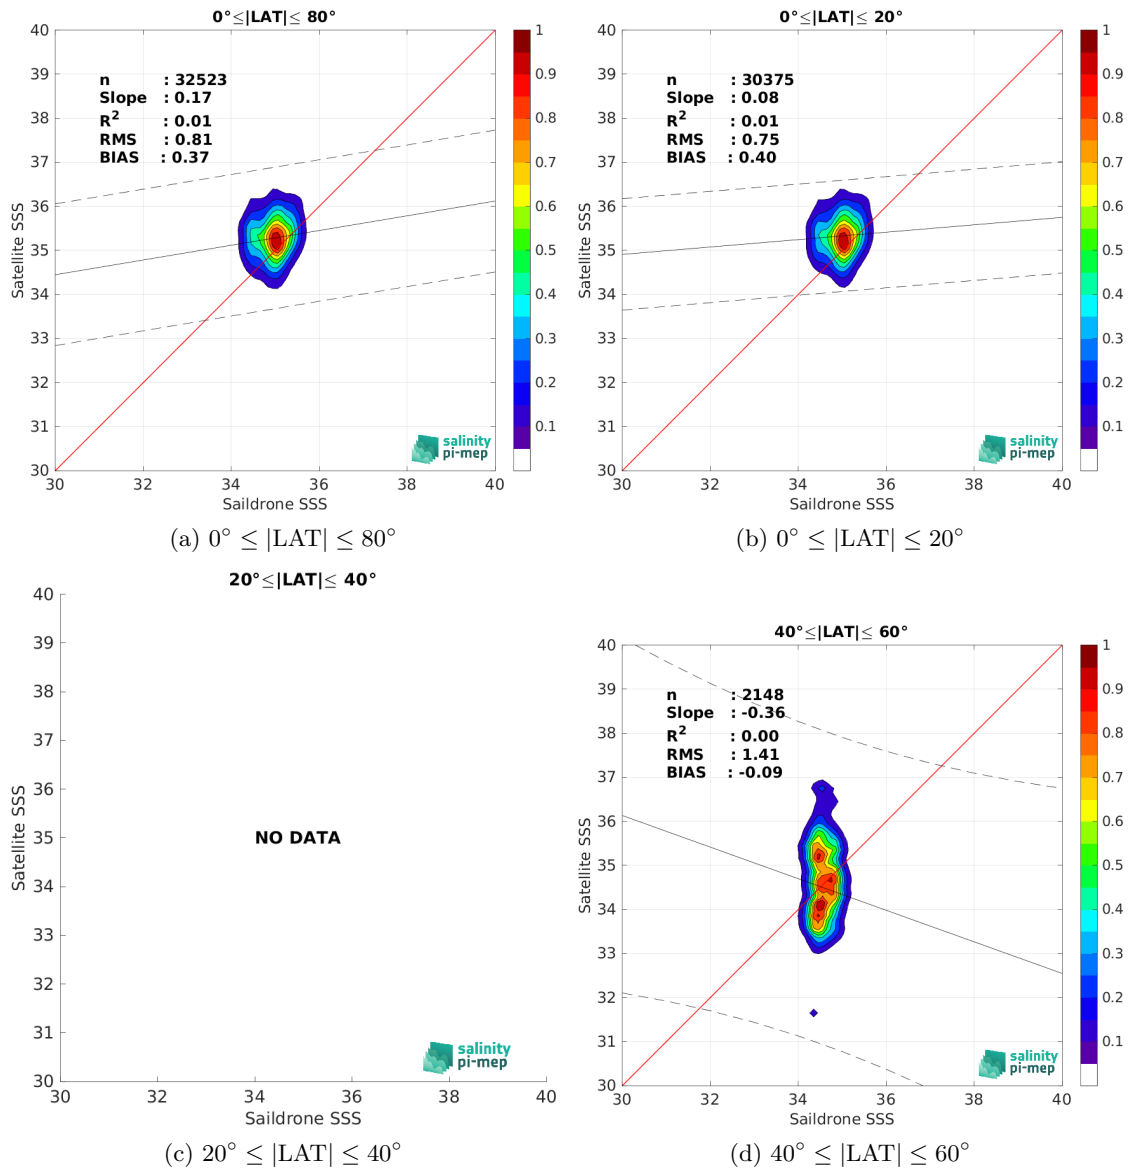 0°≤|LAT|≤ 80°
40
39
38
37
36
35
34
33
32
31
30
Satellite SSS
n : 32523
Slope : 0.17
R² : 0.01
RMS : 0.81
BIAS : 0.37
salinity
pi-mep
30 32 34 36 38 40
Saildrone SSS
1
0.9
0.8
0.7
0.6
0.5
0.4
0.3
0.2
0.1
(a) 0° ≤ |LAT| ≤ 80°
0°≤|LAT|≤ 20°
40
39
38
37
36
35
34
33
32
31
30
Satellite SSS
n : 30375
Slope : 0.08
R² : 0.01
RMS : 0.75
BIAS : 0.40
salinity
pi-mep
30 32 34 36 38 40
Saildrone SSS
1
0.9
0.8
0.7
0.6
0.5
0.4
0.3
0.2
0.1
(b) 0° ≤ |LAT| ≤ 20°
20°≤|LAT|≤ 40°
40
39
38
37
36
35
34
33
32
31
30
Satellite SSS
NO DATA
salinity
pi-mep
30 32 34 36 38 40
Saildrone SSS
(c) 20° ≤ |LAT| ≤ 40°
40°≤|LAT|≤ 60°
40
39
38
37
36
35
34
33
32
31
30
Satellite SSS
n : 2148
Slope : -0.36
R² : 0.00
RMS : 1.41
BIAS : -0.09
salinity
pi-mep
30 32 34 36 38 40
Saildrone SSS
1
0.9
0.8
0.7
0.6
0.5
0.4
0.3
0.2
0.1
(d) 40° ≤ |LAT| ≤ 60°